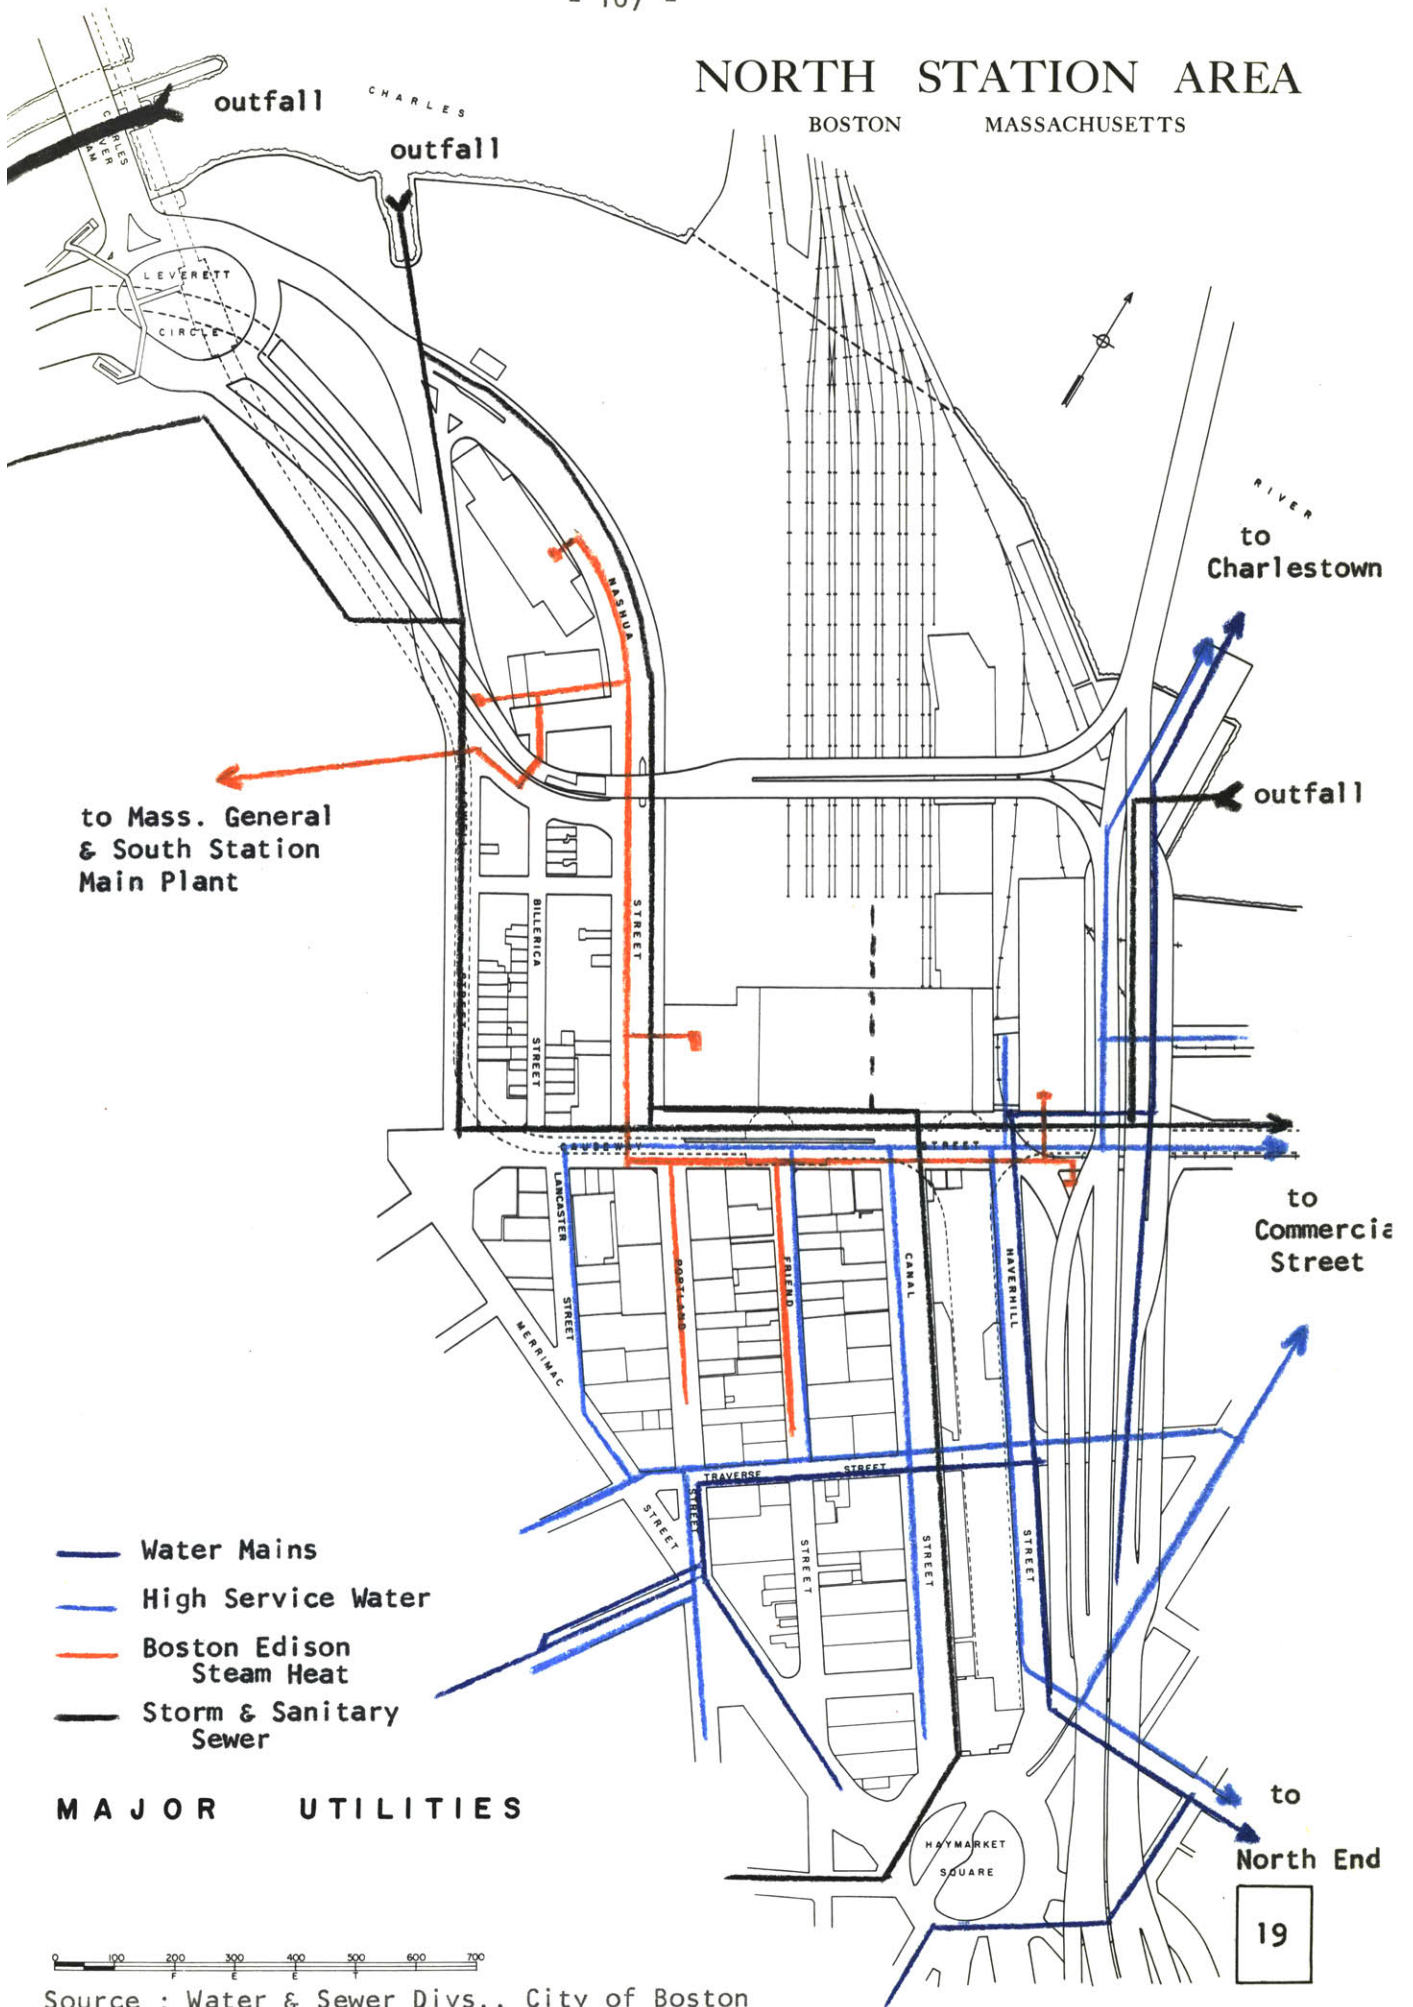 - 107 -
NORTH STATION AREA
BOSTON MASSACHUSETTS
outfall
CHARLES
outfall
LEVERETT
CIRCLE
RIVER
to
Charlestown
NASHUA
outfall
to Mass. General
& South Station
Main Plant
BILLERICA
STREET
STREET
STREET
STREET
to
Commercia
Street
LANCASTER
STREET
PORTLAND
FRIEND
CANAL
HAVERHILL
MERRIMAC
TRAVERSE STREET
STREET
STREET
STREET
STREET
STREET
Water Mains
High Service Water
Boston Edison
Steam Heat
Storm & Sanitary
Sewer
MAJOR UTILITIES
to
North End
HAYMARKET
SQUARE
19
0 100 200 300 400 500 600 700
FEET
Source : Water & Sewer Divs., City of Boston